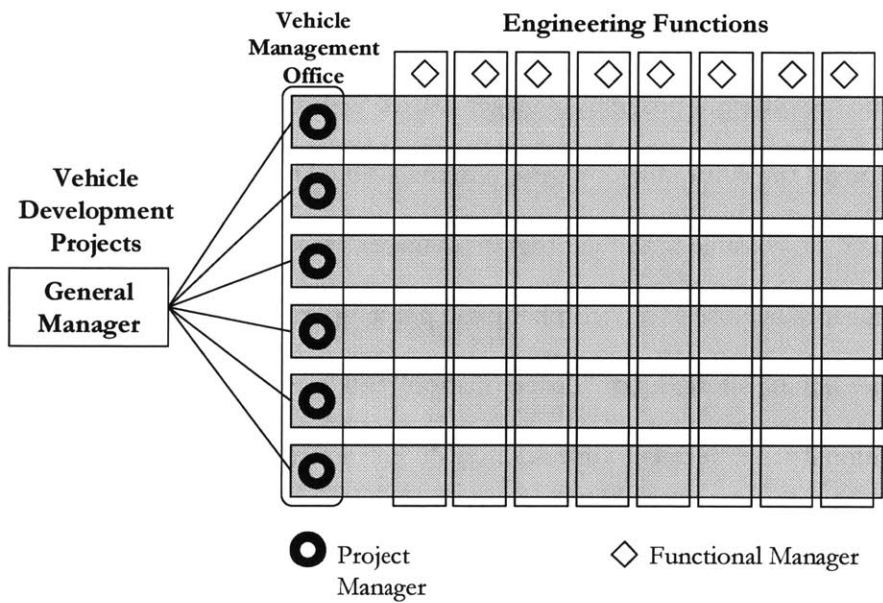 Vehicle
Management
Office
Engineering Functions
Vehicle
Development
Projects
General
Manager
Project
Manager
Functional Manager